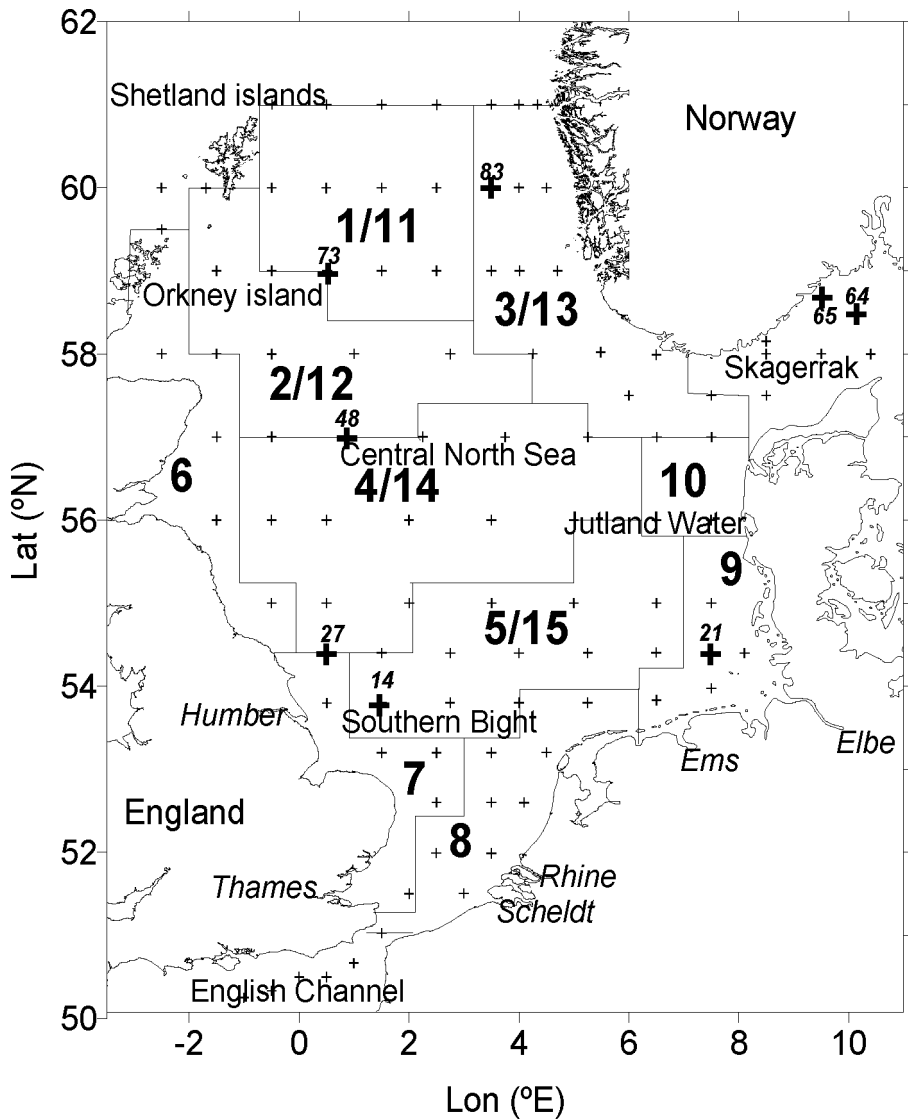 62
Shetland islands
Norway
83
60
1/11
73
Orkney island
3/13
64
65
58
Skagerrak
2/12
48
Central North Sea
6
4/14
10
Lat (ºN)
56
Jutland Water
9
27
5/15
21
14
54
Humber
Southern Bight
Elbe
Ems
7
England
8
52
Thames
Rhine
Scheldt
English Channel
50
-2
0
2
4
6
8
10
Lon (ºE)